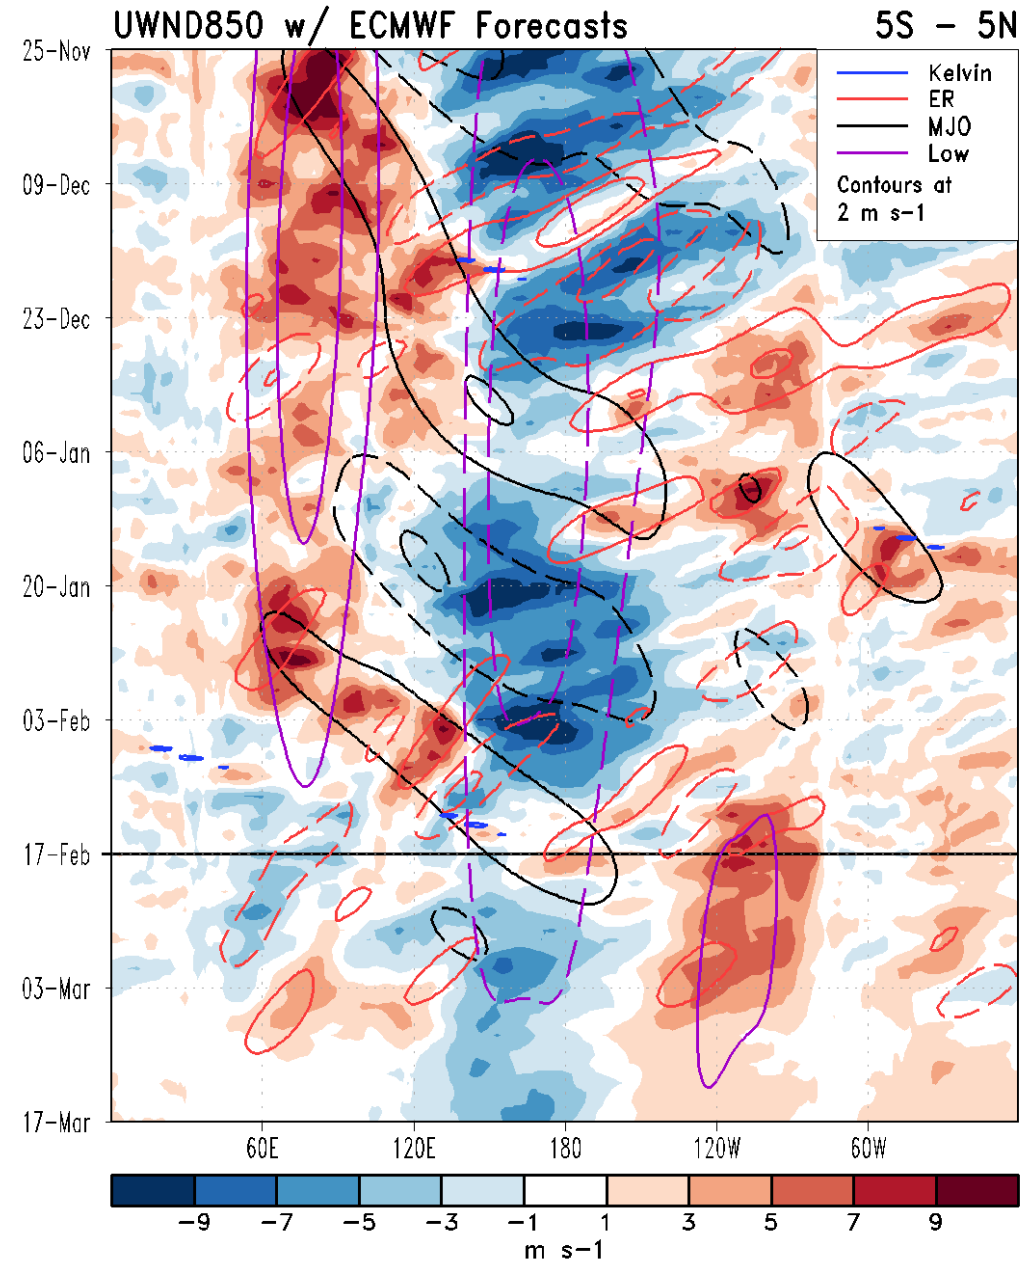 UWND850 w/ ECMWF Forecasts 5S - 5N
25-Nov
09-Dec
23-Dec
06-Jan
20-Jan
03-Feb
17-Feb
03-Mar
17-Mar
Kelvin
ER
MJO
Low
Contours at
2 m s-1
60E 120E 180 120W 60W
-9 -7 -5 -3 -1 1 3 5 7 9
m s-1